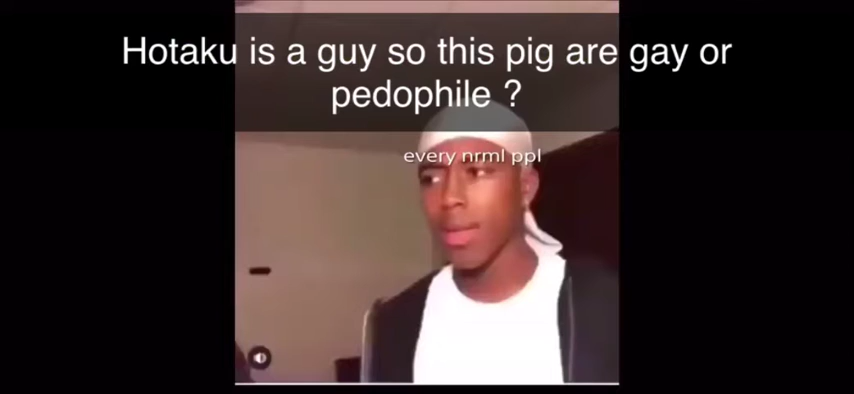 Hotaku is a guy so this pig are gay or
pedophile ?
every nrml ppl